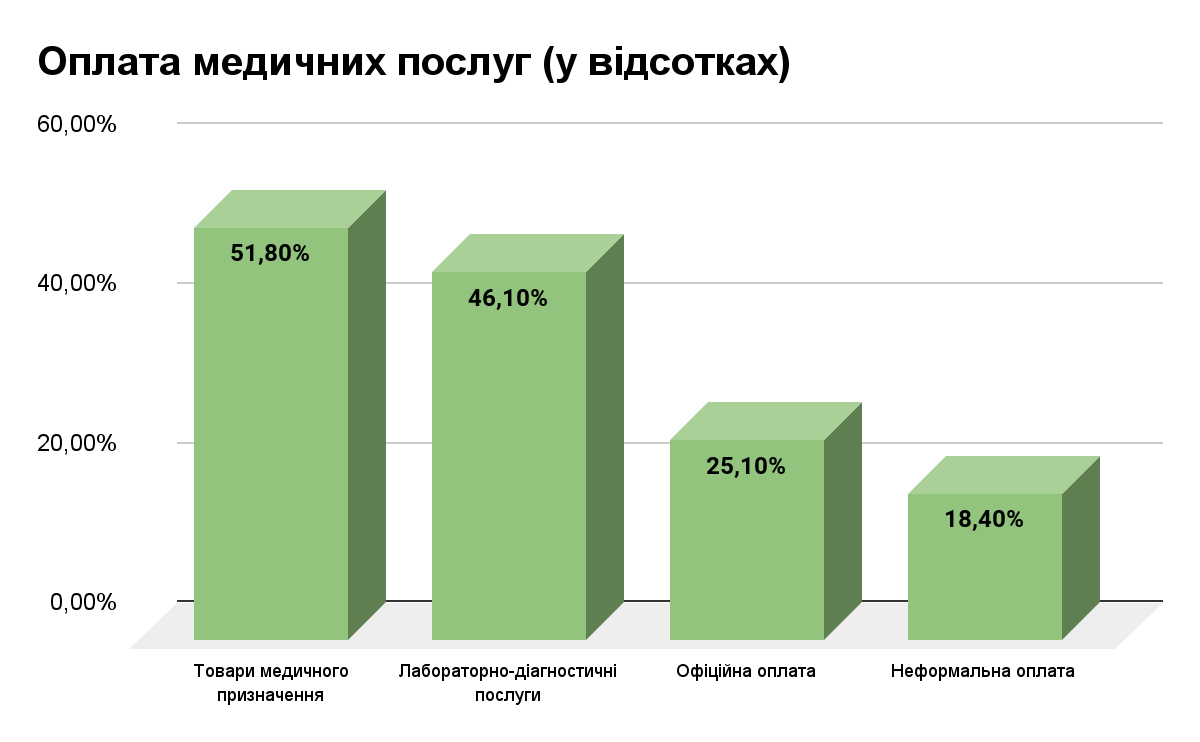 Оплата медичних послуг (у відсотках)
60,00%
40,00%
20,00%
0,00%
51,80%
46,10%
25,10%
18,40%
Товари медичного
призначення
Лабораторно-діагностичні
послуги
Офіційна оплата
Неформальна оплата